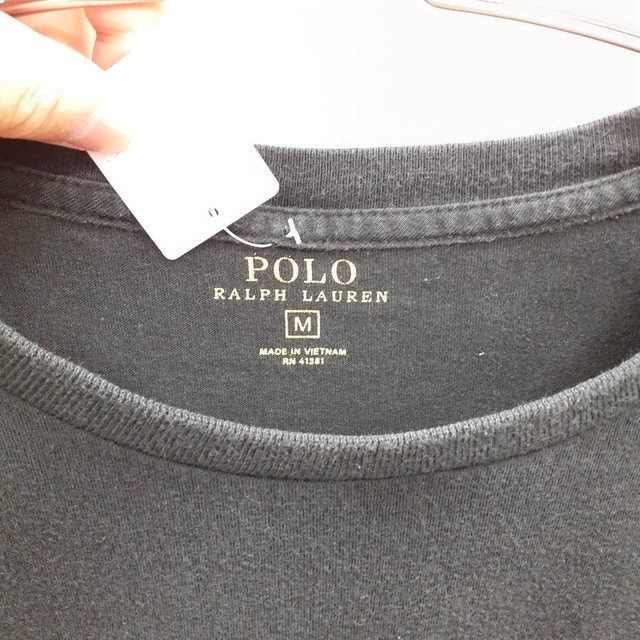 POLO
RALPH LAUREN
M
MADE IN VIETNAM
RN 41381